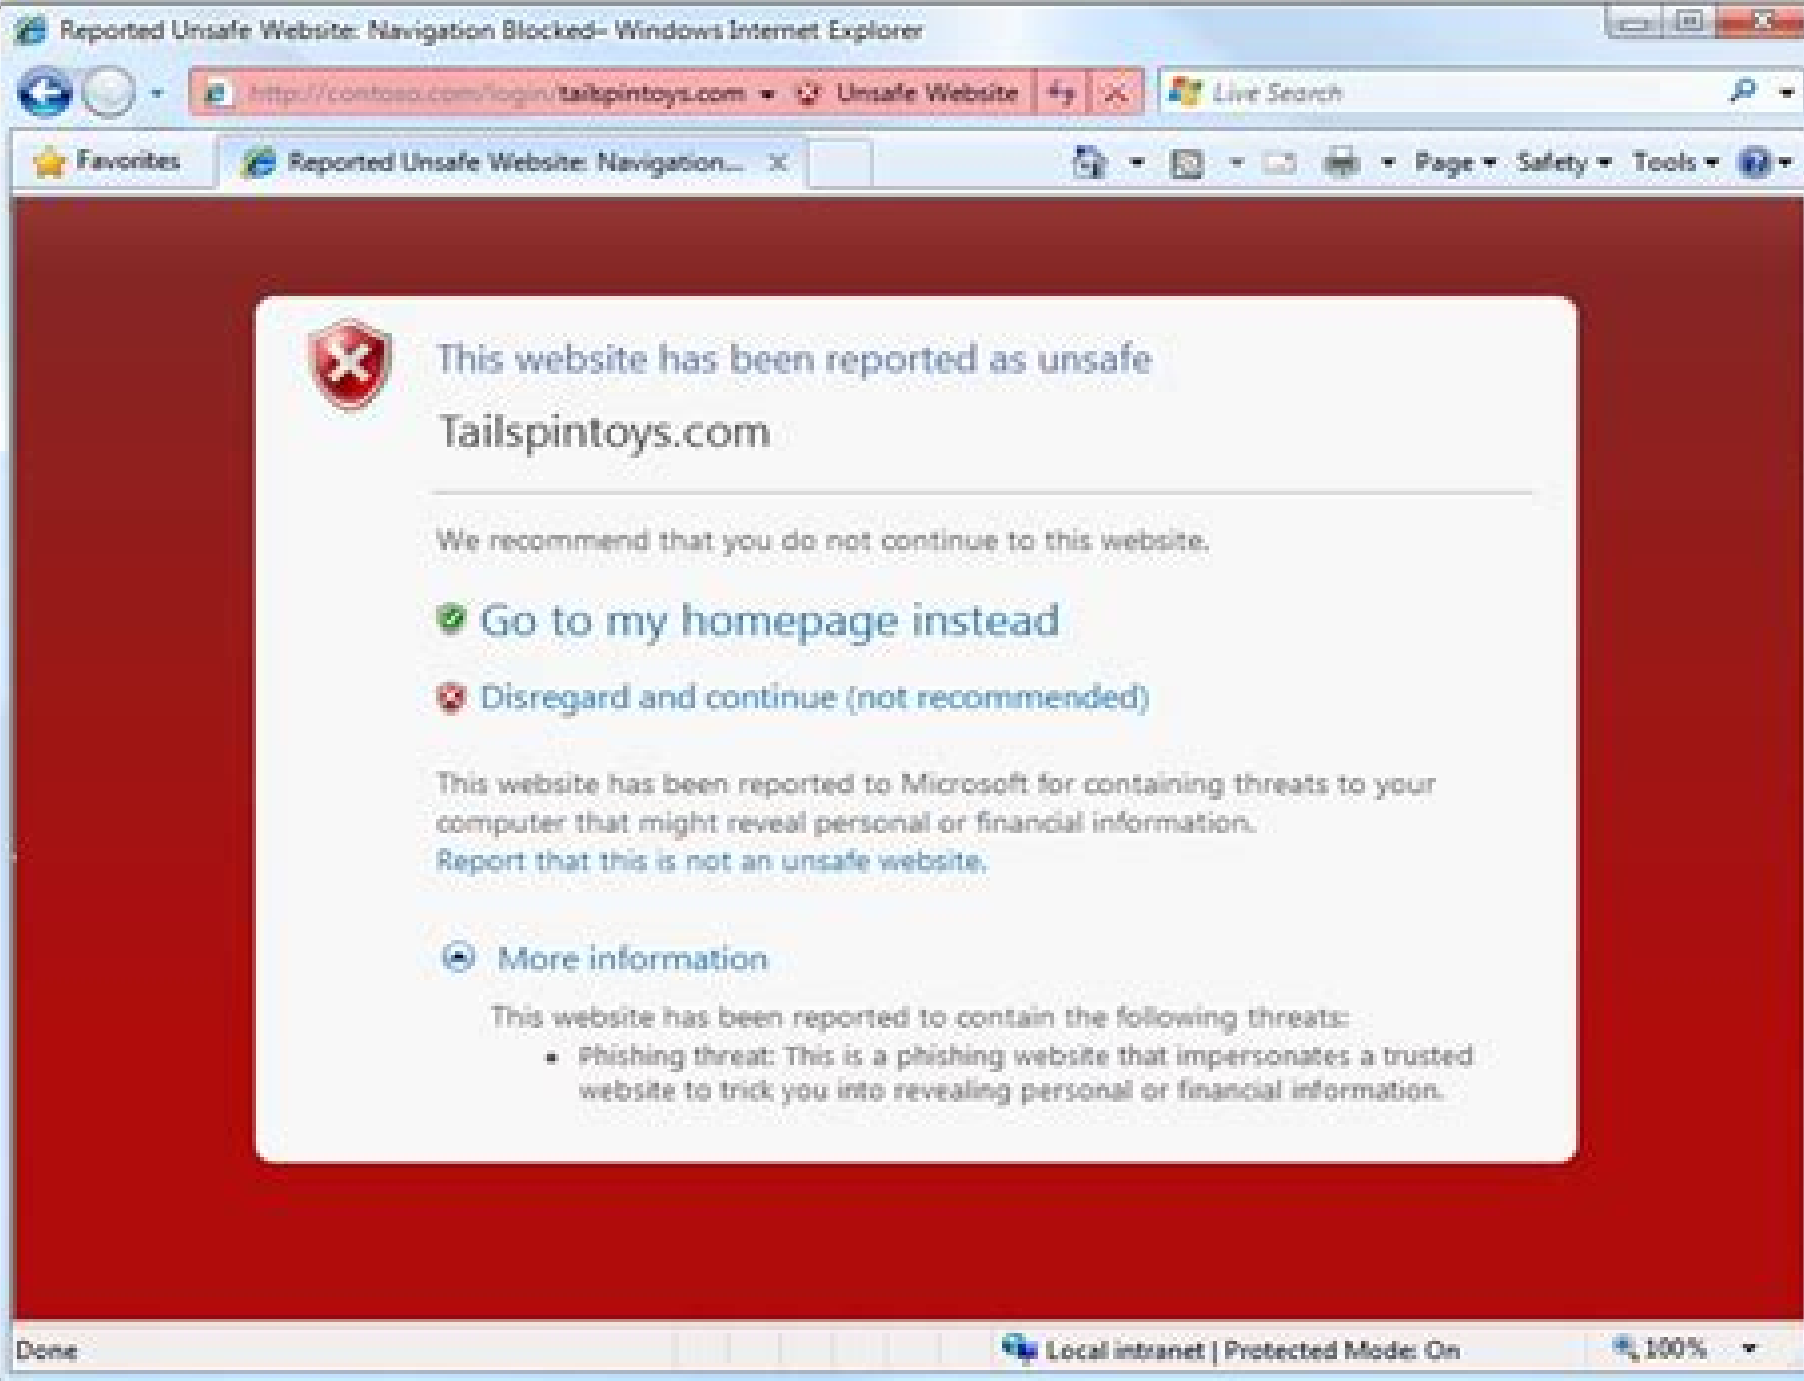 Reported Unsafe Website: Navigation Blocked- Windows Internet Explorer
http://contoso.com/login/tailspintoys.com Unsafe Website Live Search
Favorites Reported Unsafe Website: Navigation... Page Safety Tools
This website has been reported as unsafe
Tailspintoys.com
We recommend that you do not continue to this website.
Go to my homepage instead
Disregard and continue (not recommended)
This website has been reported to Microsoft for containing threats to your
computer that might reveal personal or financial information.
Report that this is not an unsafe website.
More information
This website has been reported to contain the following threats:
• Phishing threat: This is a phishing website that impersonates a trusted
website to trick you into revealing personal or financial information.
Done Local intranet | Protected Mode: On 100%